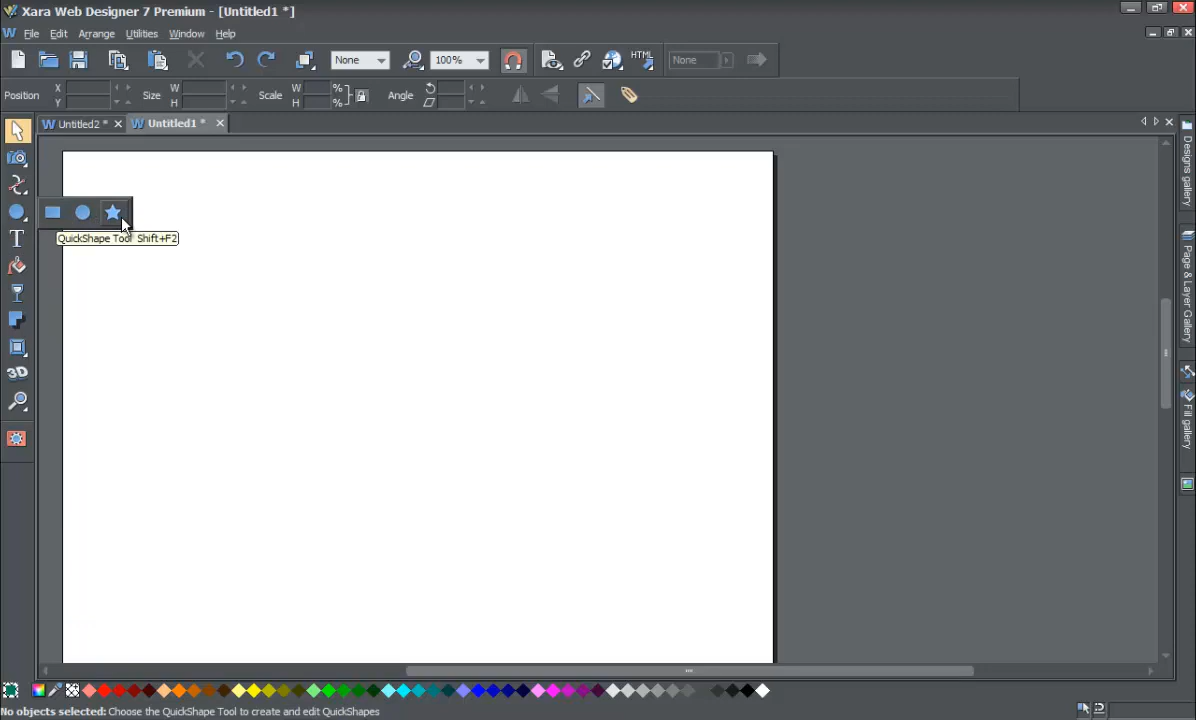 Xara Web Designer 7 Premium - [Untitled1 *]
File Edit Arrange Utilities Window Help
None 100% HTML None
Position X Y Size W H Scale W H % % Angle
Untitled2 * Untitled1 *
Designs gallery
QuickShape Tool Shift+F2
T
Page & Layer Gallery
3D
Fill gallery
No objects selected: Choose the QuickShape Tool to create and edit QuickShapes